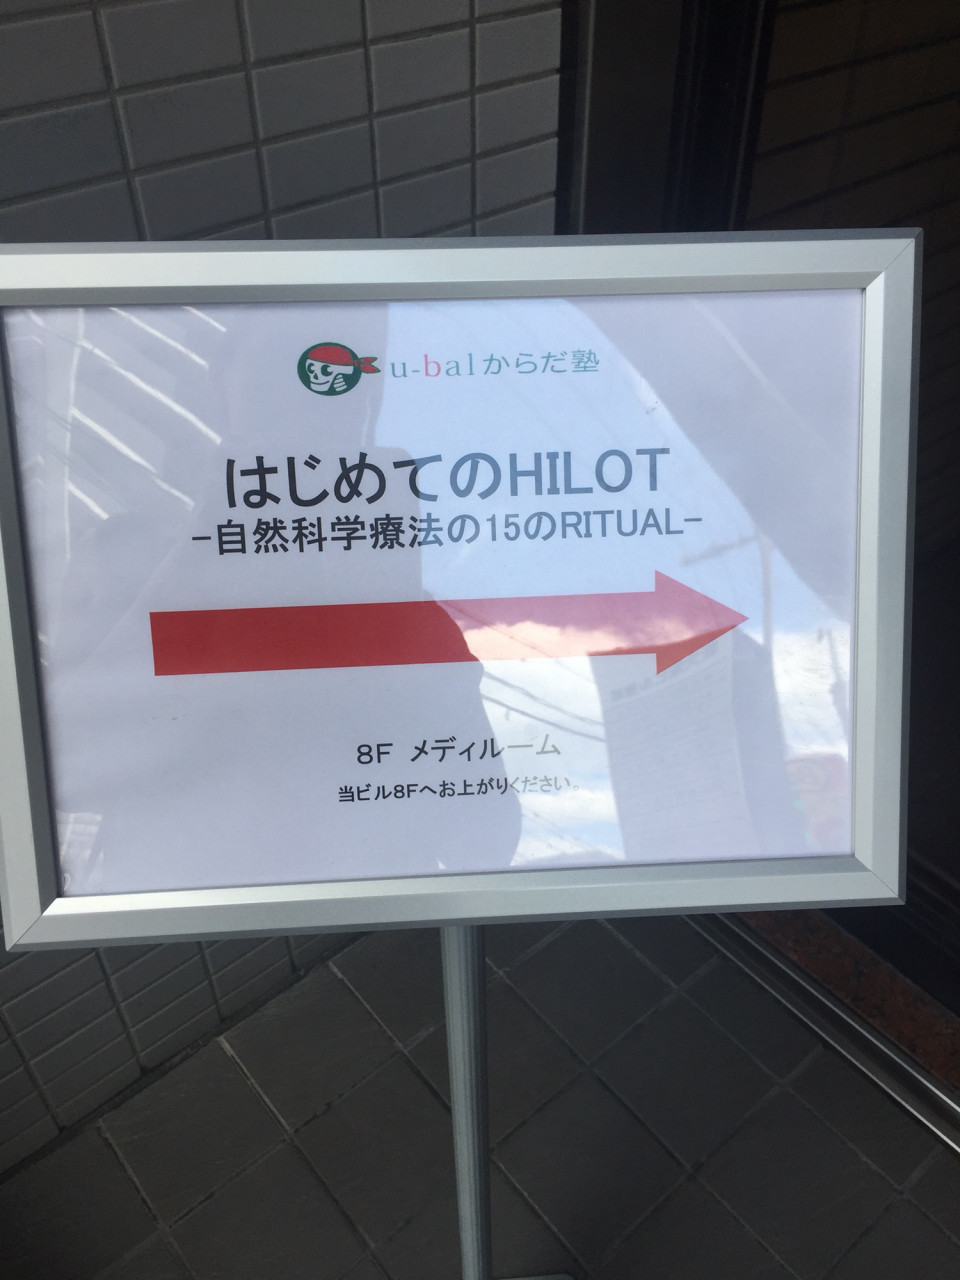 u-balからだ塾
はじめてのHILOT
-自然科学療法の15のRITUAL-
8F メディルーム
当ビル8Fへお上がりください。